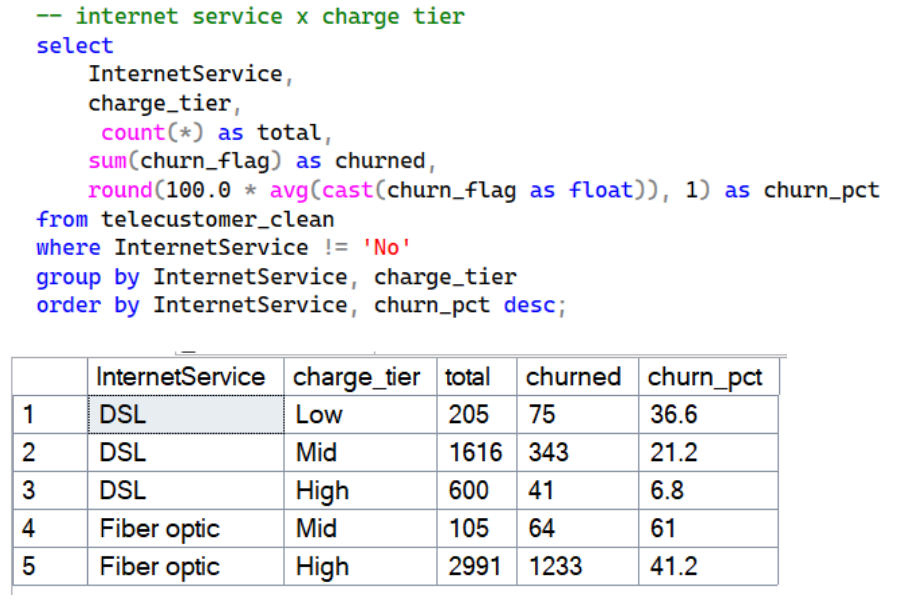 -- internet service x charge tier
select
InternetService,
charge_tier,
count(*) as total,
sum(churn_flag) as churned,
round(100.0 * avg(cast(churn_flag as float)), 1) as churn_pct
from telecustomer_clean
where InternetService != 'No'
group by InternetService, charge_tier
order by InternetService, churn_pct desc;
InternetService charge_tier total churned churn_pct
1 DSL Low 205 75 36.6
2 DSL Mid 1616 343 21.2
3 DSL High 600 41 6.8
4 Fiber optic Mid 105 64 61
5 Fiber optic High 2991 1233 41.2